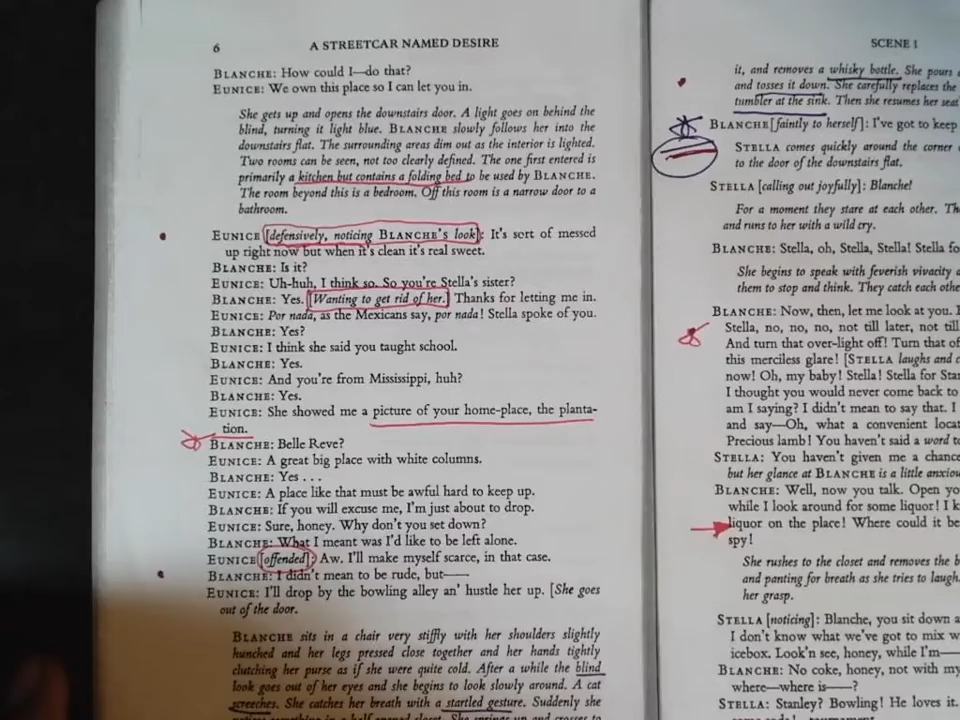 6
A STREETCAR NAMED DESIRE
BLANCHE: How could I—do that?
EUNICE: We own this place so I can let you in.
She gets up and opens the downstairs door. A light goes on behind the
blind, turning it light blue. BLANCHE slowly follows her into the
downstairs flat. The surrounding areas dim out as the interior is lighted.
Two rooms can be seen, not too clearly defined. The one first entered is
primarily a kitchen but contains a folding bed to be used by BLANCHE.
The room beyond this is a bedroom. Off this room is a narrow door to a
bathroom.
EUNICE [defensively, noticing BLANCHE'S look]: It's sort of messed
up right now but when it's clean it's real sweet.
BLANCHE: Is it?
EUNICE: Uh-huh, I think so. So you're Stella's sister?
BLANCHE: Yes. [Wanting to get rid of her.] Thanks for letting me in.
EUNICE: Por nada, as the Mexicans say, por nada! Stella spoke of you.
BLANCHE: Yes?
EUNICE: I think she said you taught school.
BLANCHE: Yes.
EUNICE: And you're from Mississippi, huh?
BLANCHE: Yes.
EUNICE: She showed me a picture of your home-place, the planta-
tion.
BLANCHE: Belle Reve?
EUNICE: A great big place with white columns.
BLANCHE: Yes . . .
EUNICE: A place like that must be awful hard to keep up.
BLANCHE: If you will excuse me, I'm just about to drop.
EUNICE: Sure, honey. Why don't you set down?
BLANCHE: What I meant was I'd like to be left alone.
EUNICE [offended]: Aw. I'll make myself scarce, in that case.
BLANCHE: I didn't mean to be rude, but——
EUNICE: I'll drop by the bowling alley an' hustle her up. [She goes
out of the door.
BLANCHE sits in a chair very stiffly with her shoulders slightly
hunched and her legs pressed close together and her hands tightly
clutching her purse as if she were quite cold. After a while the blind
look goes out of her eyes and she begins to look slowly around. A cat
screeches. She catches her breath with a startled gesture. Suddenly she
SCENE 1
it, and removes a whisky bottle. She pours
and tosses it down. She carefully replaces the
tumbler at the sink. Then she resumes her seat
BLANCHE [faintly to herself]: I've got to keep
STELLA comes quickly around the corner
to the door of the downstairs flat.
STELLA [calling out joyfully]: Blanche!
For a moment they stare at each other.
and runs to her with a wild cry.
BLANCHE: Stella, oh, Stella, Stella! Stella
She begins to speak with feverish vivacity
them to stop and think. They catch each
BLANCHE: Now, then, let me look at you.
Stella, no, no, no, not till later, not till
And turn that over-light off! Turn that
this merciless glare! [STELLA laughs and
now! Oh, my baby! Stella! Stella for
I thought you would never come back to
am I saying? I didn't mean to say that. I
and say—Oh, what a convenient
Precious lamb! You haven't said a word
STELLA: You haven't given me a
but her glance at BLANCHE is a little
BLANCHE: Well, now you talk. Open
while I look around for some liquor! I
liquor on the place! Where could it be
spy!
She rushes to the closet and removes the
and panting for breath as she tries to laugh.
her grasp.
STELLA [noticing]: Blanche, you sit down
I don't know what we've got to mix
icebox. Look'n see, honey, while I'm——
BLANCHE: No coke, honey, not with my
where—where is——?
STELLA: Stanley? Bowling! He loves it.